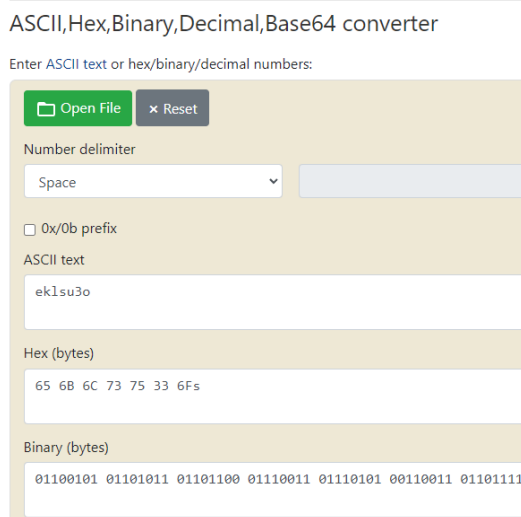 ASCII,Hex,Binary,Decimal,Base64 converter
Enter ASCII text or hex/binary/decimal numbers:
Open File × Reset
Number delimiter
Space
0x/0b prefix
ASCII text
eklsu3o
Hex (bytes)
65 6B 6C 73 75 33 6Fs
Binary (bytes)
01100101 01101011 01101100 01110011 01110101 00110011 01101111